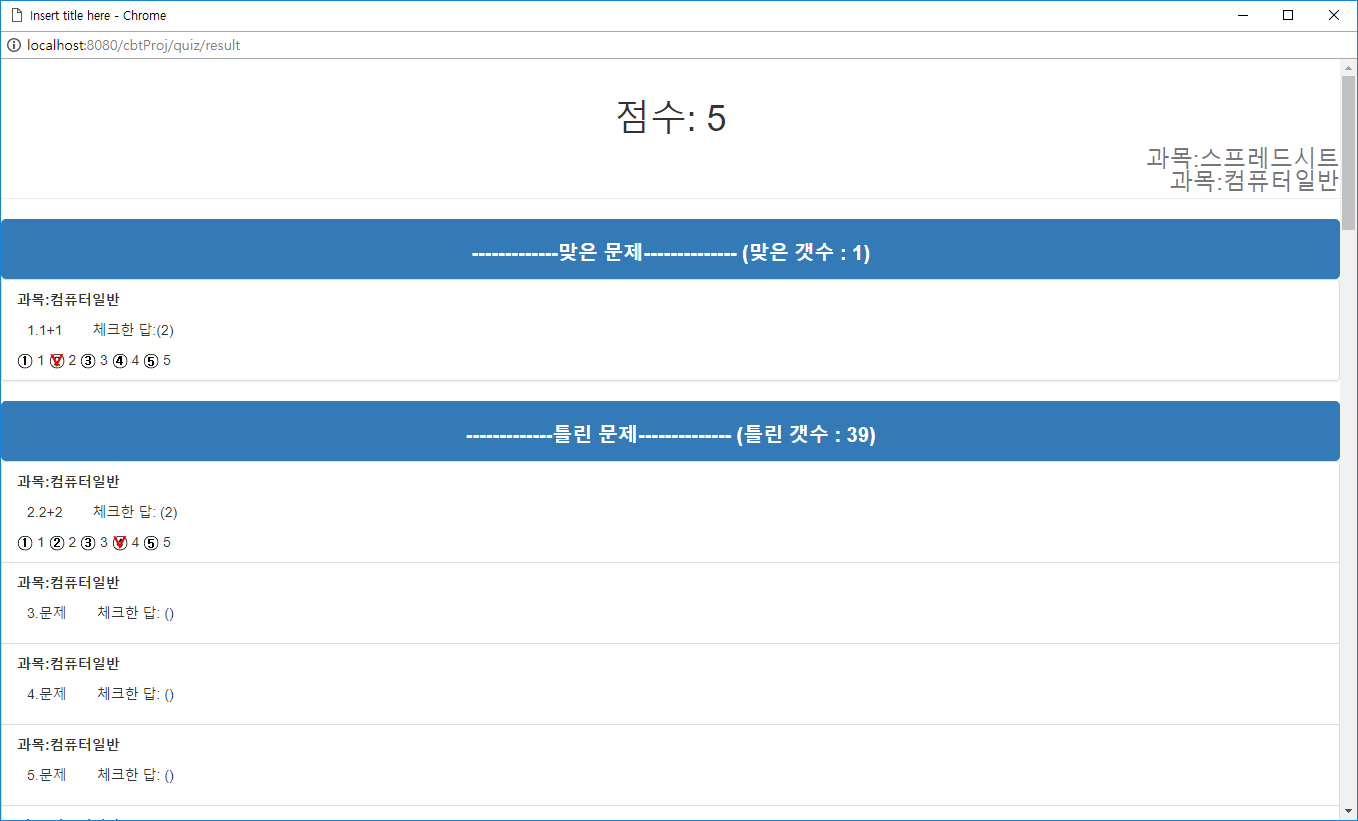 Insert title here - Chrome
localhost:8080/cbtProj/quiz/result
점수: 5
과목:스프레드시트
과목:컴퓨터일반
-------------맞은 문제-------------- (맞은 갯수 : 1)
과목:컴퓨터일반
1.1+1 체크한 답:(2)
① 1 ② 2 ③ 3 ④ 4 ⑤ 5
-------------틀린 문제-------------- (틀린 갯수 : 39)
과목:컴퓨터일반
2.2+2 체크한 답: (2)
① 1 ② 2 ③ 3 ④ 4 ⑤ 5
과목:컴퓨터일반
3.문제 체크한 답: ()
과목:컴퓨터일반
4.문제 체크한 답: ()
과목:컴퓨터일반
5.문제 체크한 답: ()